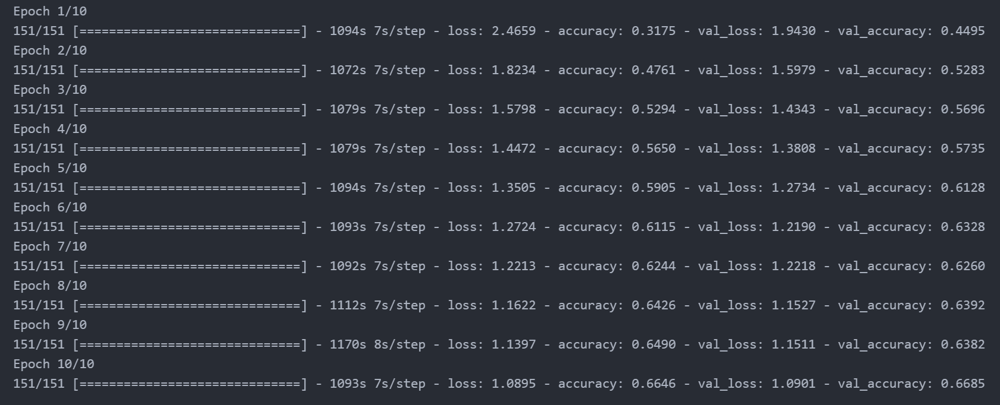 Epoch 1/10
151/151 [==============================] - 1094s 7s/step - loss: 2.4659 - accuracy: 0.3175 - val_loss: 1.9430 - val_accuracy: 0.4495
Epoch 2/10
151/151 [==============================] - 1072s 7s/step - loss: 1.8234 - accuracy: 0.4761 - val_loss: 1.5979 - val_accuracy: 0.5283
Epoch 3/10
151/151 [==============================] - 1079s 7s/step - loss: 1.5798 - accuracy: 0.5294 - val_loss: 1.4343 - val_accuracy: 0.5696
Epoch 4/10
151/151 [==============================] - 1079s 7s/step - loss: 1.4472 - accuracy: 0.5650 - val_loss: 1.3808 - val_accuracy: 0.5735
Epoch 5/10
151/151 [==============================] - 1094s 7s/step - loss: 1.3505 - accuracy: 0.5905 - val_loss: 1.2734 - val_accuracy: 0.6128
Epoch 6/10
151/151 [==============================] - 1093s 7s/step - loss: 1.2724 - accuracy: 0.6115 - val_loss: 1.2190 - val_accuracy: 0.6328
Epoch 7/10
151/151 [==============================] - 1092s 7s/step - loss: 1.2213 - accuracy: 0.6244 - val_loss: 1.2218 - val_accuracy: 0.6260
Epoch 8/10
151/151 [==============================] - 1112s 7s/step - loss: 1.1622 - accuracy: 0.6426 - val_loss: 1.1527 - val_accuracy: 0.6392
Epoch 9/10
151/151 [==============================] - 1170s 8s/step - loss: 1.1397 - accuracy: 0.6490 - val_loss: 1.1511 - val_accuracy: 0.6382
Epoch 10/10
151/151 [==============================] - 1093s 7s/step - loss: 1.0895 - accuracy: 0.6646 - val_loss: 1.0901 - val_accuracy: 0.6685